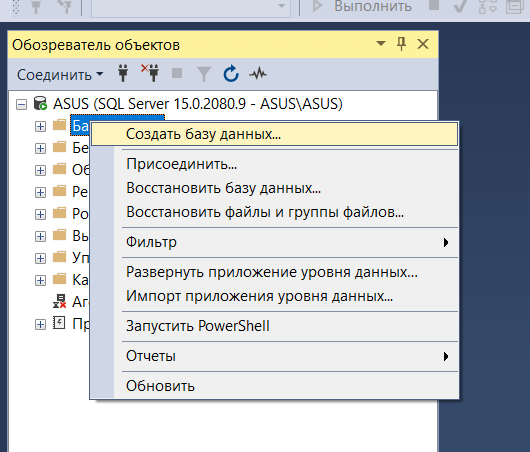 Выполнить
Обозреватель объектов
Соединить
ASUS (SQL Server 15.0.2080.9 - ASUS\ASUS)
Ба
Создать базу данных...
Бе
Присоединить...
Об
Восстановить базу данных...
Ре
Восстановить файлы и группы файлов...
Ро
Вы
Фильтр
Уп
Развернуть приложение уровня данных...
Ка
Импорт приложения уровня данных...
Аг
Пр
Запустить PowerShell
Отчеты
Обновить